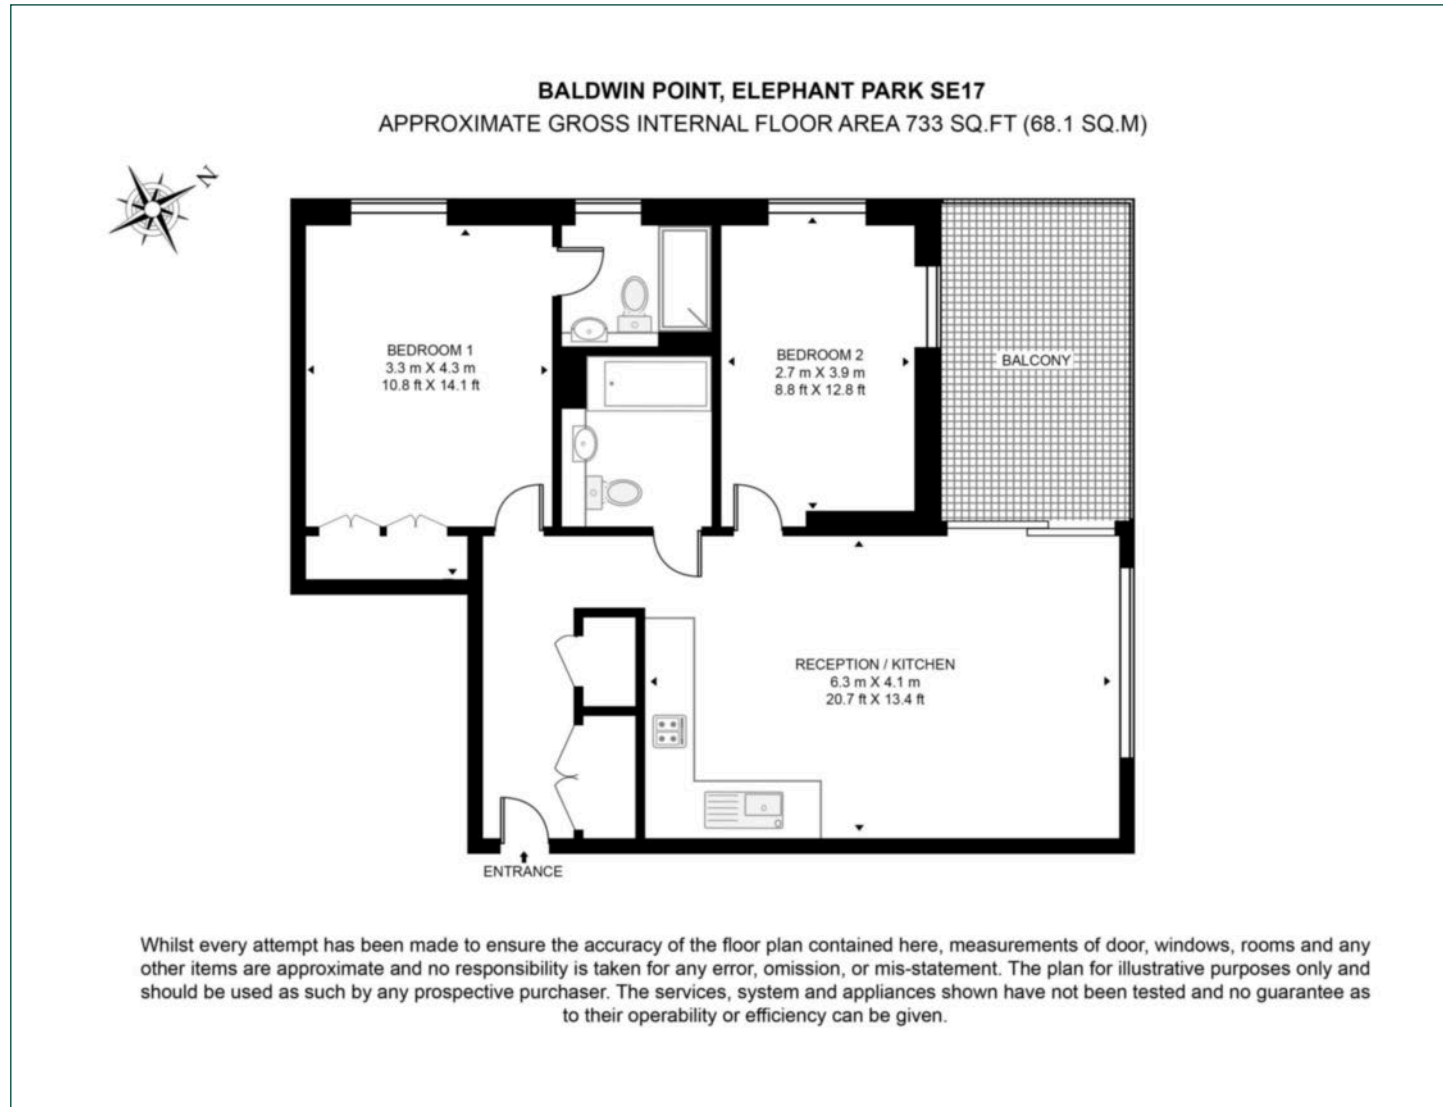 BALDWIN POINT, ELEPHANT PARK SE17
APPROXIMATE GROSS INTERNAL FLOOR AREA 733 SQ.FT (68.1 SQ.M)
N
BEDROOM 1
3.3 m X 4.3 m
10.8 ft X 14.1 ft
BEDROOM 2
2.7 m X 3.9 m
8.8 ft X 12.8 ft
BALCONY
RECEPTION / KITCHEN
6.3 m X 4.1 m
20.7 ft X 13.4 ft
ENTRANCE
Whilst every attempt has been made to ensure the accuracy of the floor plan contained here, measurements of door, windows, rooms and any
other items are approximate and no responsibility is taken for any error, omission, or mis-statement. The plan for illustrative purposes only and
should be used as such by any prospective purchaser. The services, system and appliances shown have not been tested and no guarantee as
to their operability or efficiency can be given.